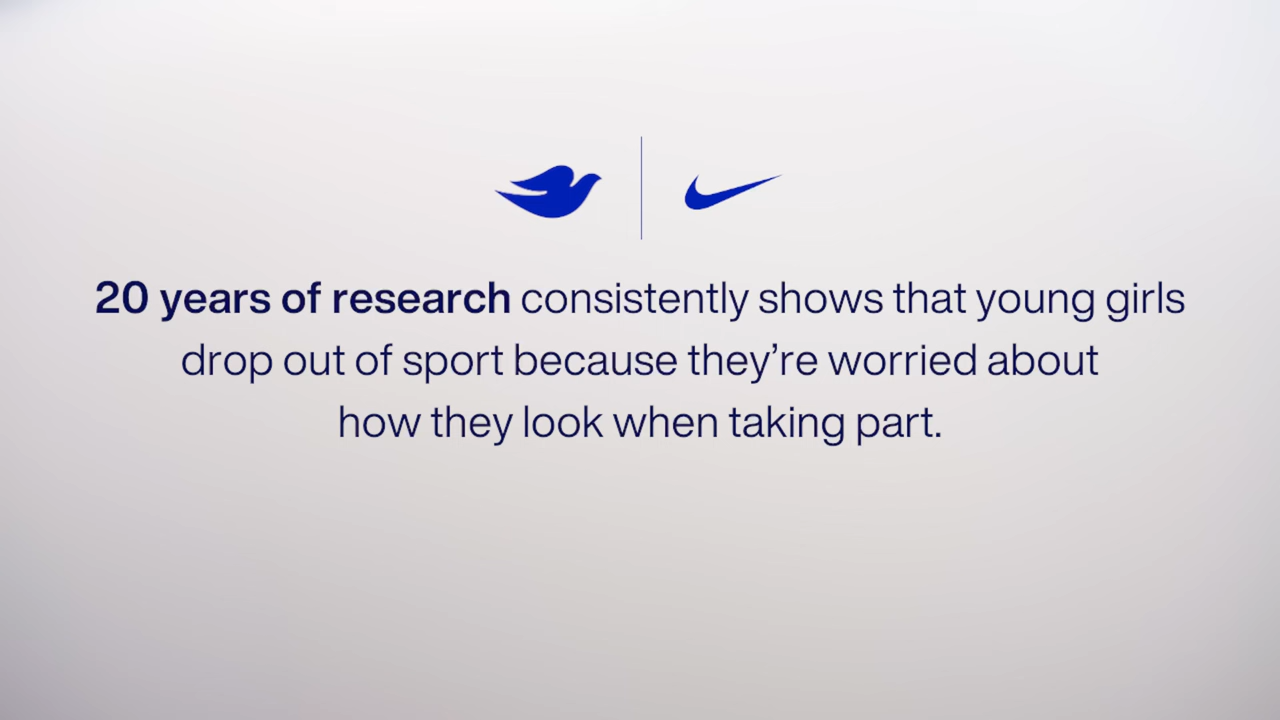 20 years of research consistently shows that young girls
drop out of sport because they’re worried about
how they look when taking part.